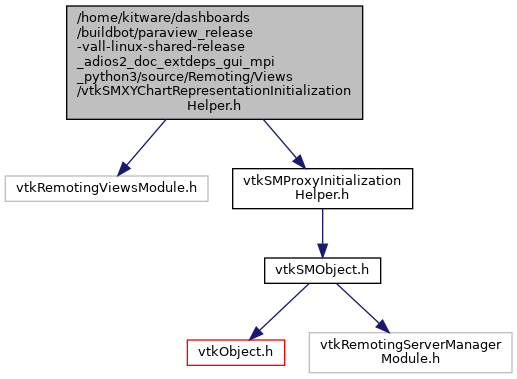 /home/kitware/dashboards
/buildbot/paraview_release
-vall-linux-shared-release
_adios2_doc_extdeps_gui_mpi
_python3/source/Remoting/Views
/vtkSMXYChartRepresentationInitialization
Helper.h
vtkRemotingViewsModule.h
vtkSMProxyInitialization
Helper.h
vtkSMObject.h
vtkObject.h
vtkRemotingServerManager
Module.h